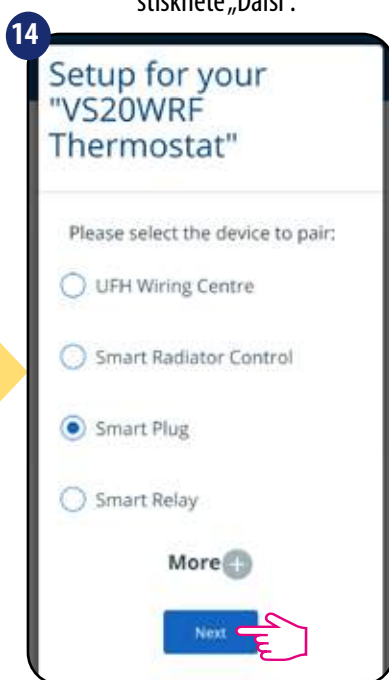 stisknete „Další“.
14
Setup for your
"VS20WRF
Thermostat"
Please select the device to pair:
UFH Wiring Centre
Smart Radiator Control
Smart Plug
Smart Relay
More +
Next